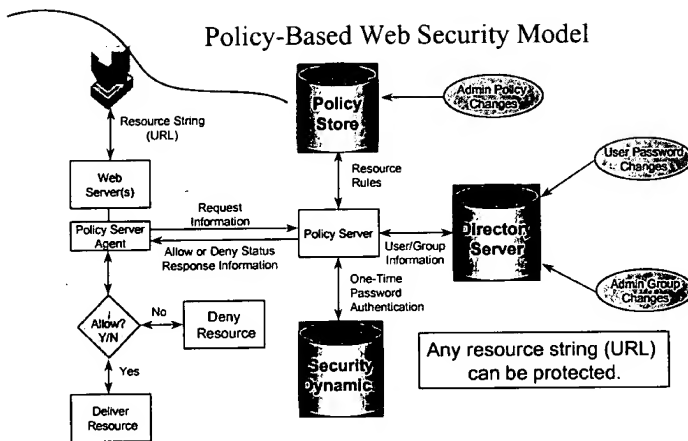 Policy-Based Web Security Model
Policy
Store
Admin Policy
Changes
Resource String
(URL)
Resource
Rules
User Password
Changes
Web
Server(s)
Request
Information
Policy Server
Agent
Policy Server
Allow or Deny Status
Response Information
User/Group
Information
Director
Server
One-Time
Password
Authentication
Admin Group
Changes
Allow?
Y/N
No
Deny
Resource
Yes
Security
Dynamic
Any resource string (URL)
can be protected.
Deliver
Resource